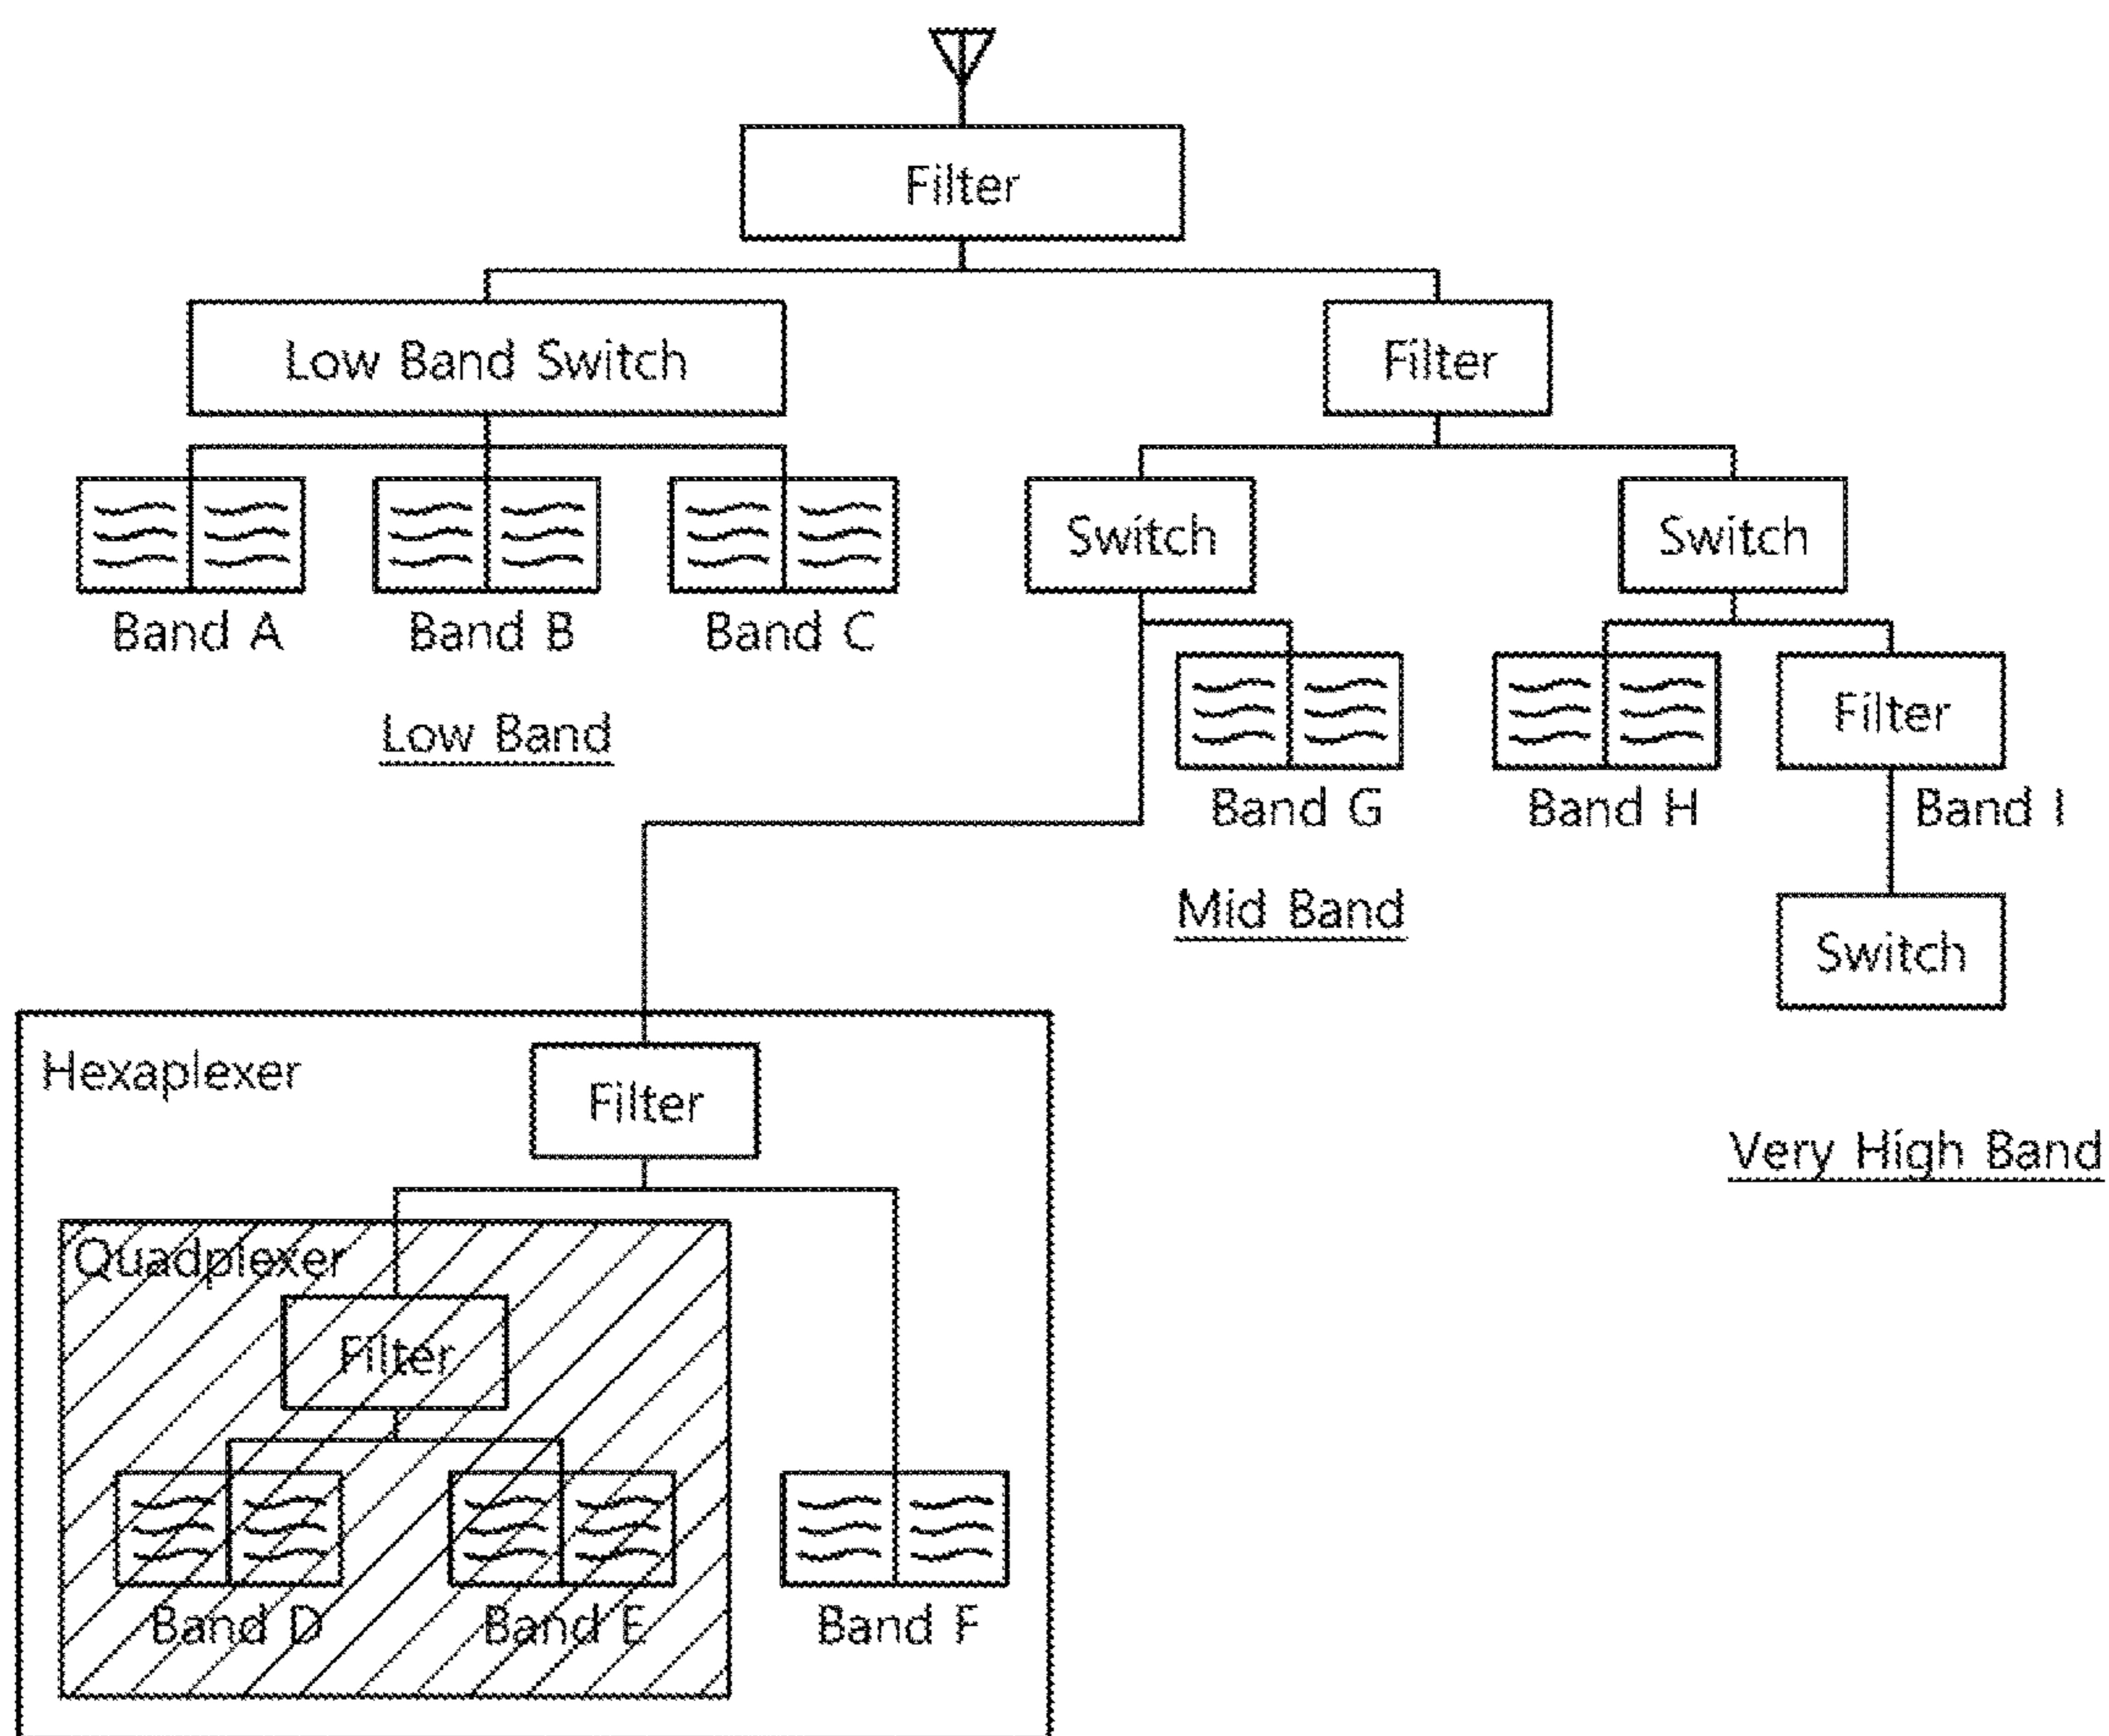 Filter
Low Band Switch
Filter
Switch
Switch
Band A
Band B
Band C
Filter
Low Band
Band G
Band H
Band I
Mid Band
Switch
Hexaplexer
Filter
Very High Band
Quadplexer
Filter
Band D
Band E
Band F